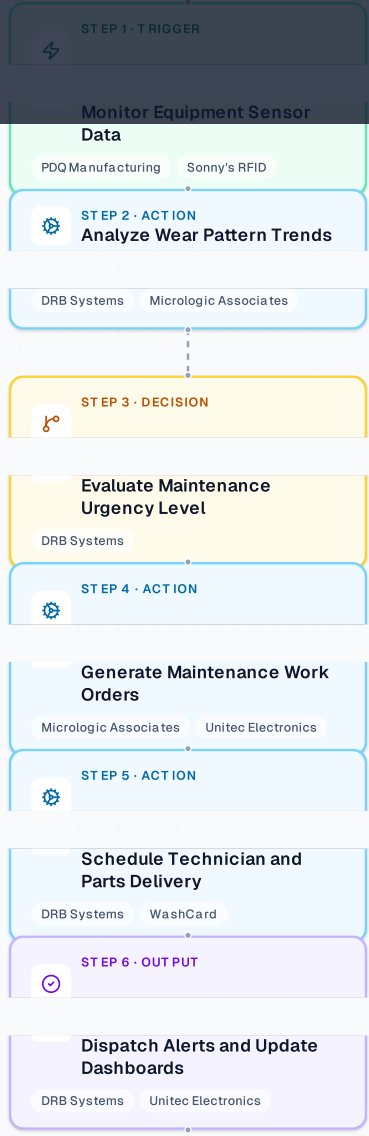 STEP 1 · TRIGGER
Monitor Equipment Sensor
Data
PDQ Manufacturing
Sonny's RFID
STEP 2 · ACTION
Analyze Wear Pattern Trends
DRB Systems
Micrologic Associates
STEP 3 · DECISION
Evaluate Maintenance
Urgency Level
DRB Systems
STEP 4 · ACTION
Generate Maintenance Work
Orders
Micrologic Associates
Unitec Electronics
STEP 5 · ACTION
Schedule Technician and
Parts Delivery
DRB Systems
WashCard
STEP 6 · OUTPUT
Dispatch Alerts and Update
Dashboards
DRB Systems
Unitec Electronics